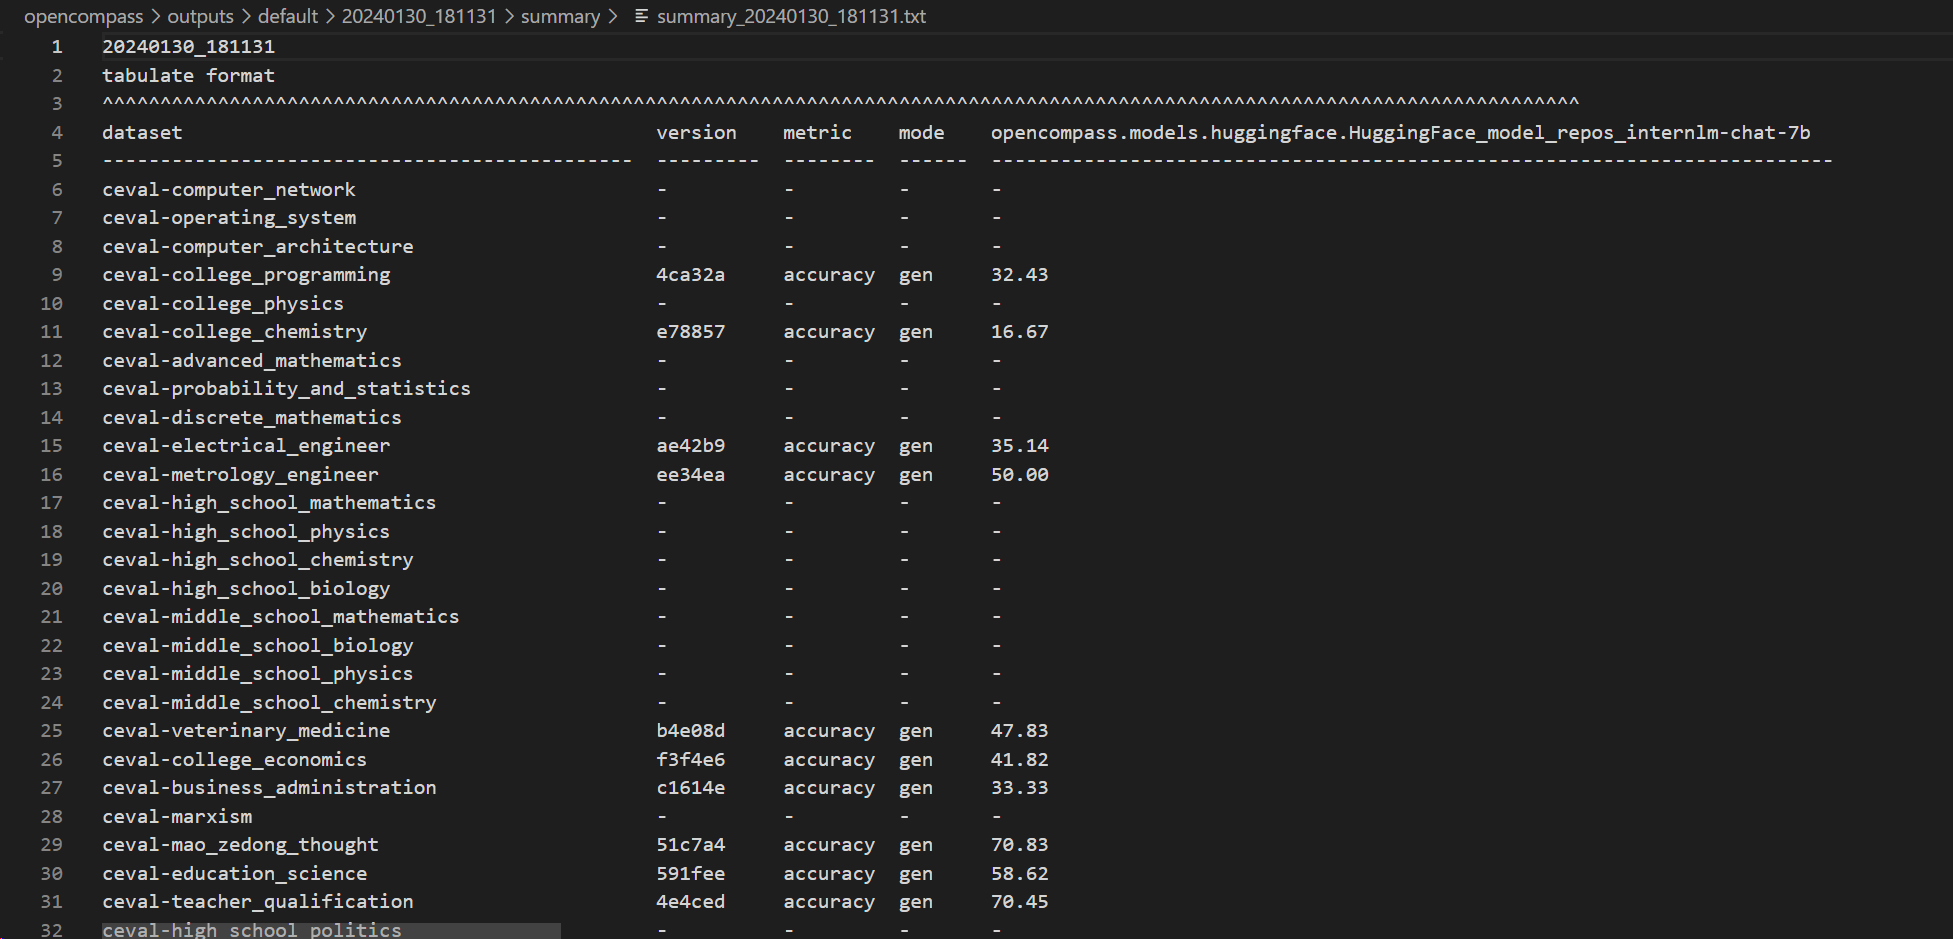 opencompass > outputs > default > 20240130_181131 > summary > summary_20240130_181131.txt
1 20240130_181131
2 tabulate format
3 ^^^^^^^^^^^^^^^^^^^^^^^^^^^^^^^^^^^^^^^^^^^^^^^^^^^^^^^^^^^^^^^^^^^^^^^^^^^^^^^^^^^^^^^^^^^^^^^^^^^^^^^^^^^^^^^^^^^^^^^^^^^^^^^^
4 dataset version metric mode opencompass.models.huggingface.HuggingFace_model_repos_internlm-chat-7b
5 ---------------------------------------------- --------- -------- ------ -------------------------------------------------------------------------
6 ceval-computer_network - - - -
7 ceval-operating_system - - - -
8 ceval-computer_architecture - - - -
9 ceval-college_programming 4ca32a accuracy gen 32.43
10 ceval-college_physics - - - -
11 ceval-college_chemistry e78857 accuracy gen 16.67
12 ceval-advanced_mathematics - - - -
13 ceval-probability_and_statistics - - - -
14 ceval-discrete_mathematics - - - -
15 ceval-electrical_engineer ae42b9 accuracy gen 35.14
16 ceval-metrology_engineer ee34ea accuracy gen 50.00
17 ceval-high_school_mathematics - - - -
18 ceval-high_school_physics - - - -
19 ceval-high_school_chemistry - - - -
20 ceval-high_school_biology - - - -
21 ceval-middle_school_mathematics - - - -
22 ceval-middle_school_biology - - - -
23 ceval-middle_school_physics - - - -
24 ceval-middle_school_chemistry - - - -
25 ceval-veterinary_medicine b4e08d accuracy gen 47.83
26 ceval-college_economics f3f4e6 accuracy gen 41.82
27 ceval-business_administration c1614e accuracy gen 33.33
28 ceval-marxism - - - -
29 ceval-mao_zedong_thought 51c7a4 accuracy gen 70.83
30 ceval-education_science 591fee accuracy gen 58.62
31 ceval-teacher_qualification 4e4ced accuracy gen 70.45
32 ceval-high_school_politics - - - -